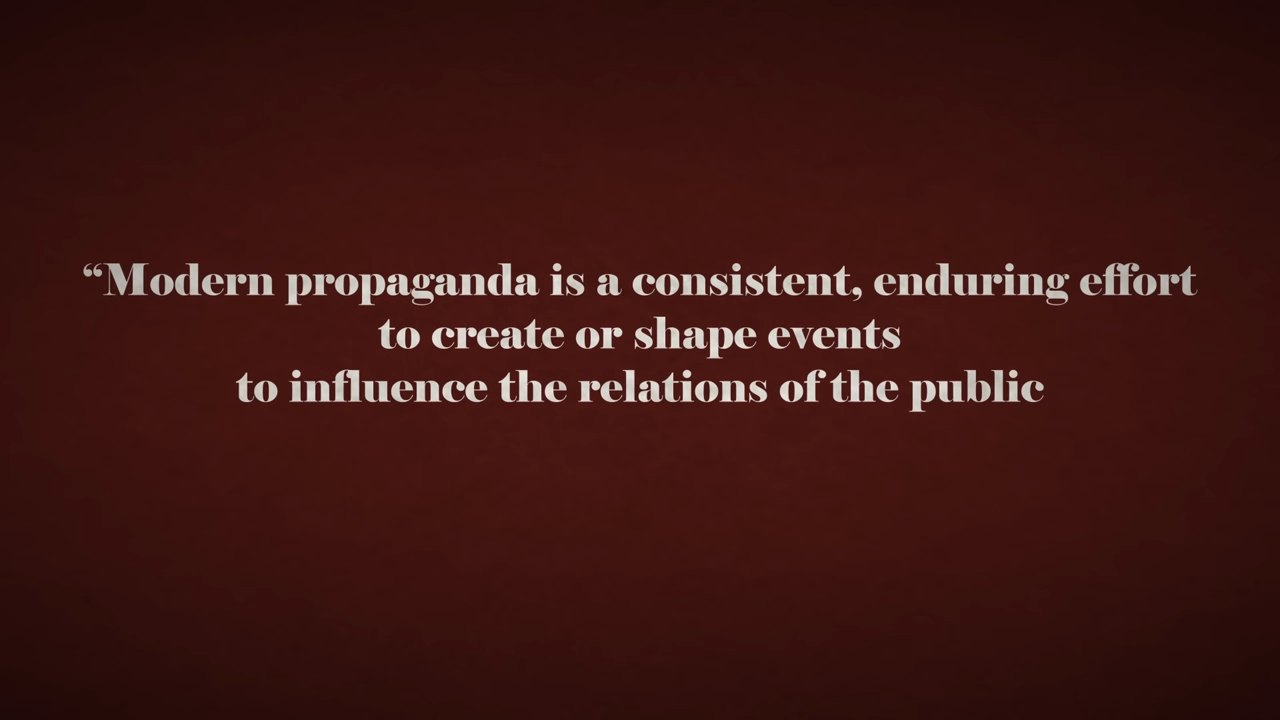 “Modern propaganda is a consistent, enduring effort
to create or shape events
to influence the relations of the public